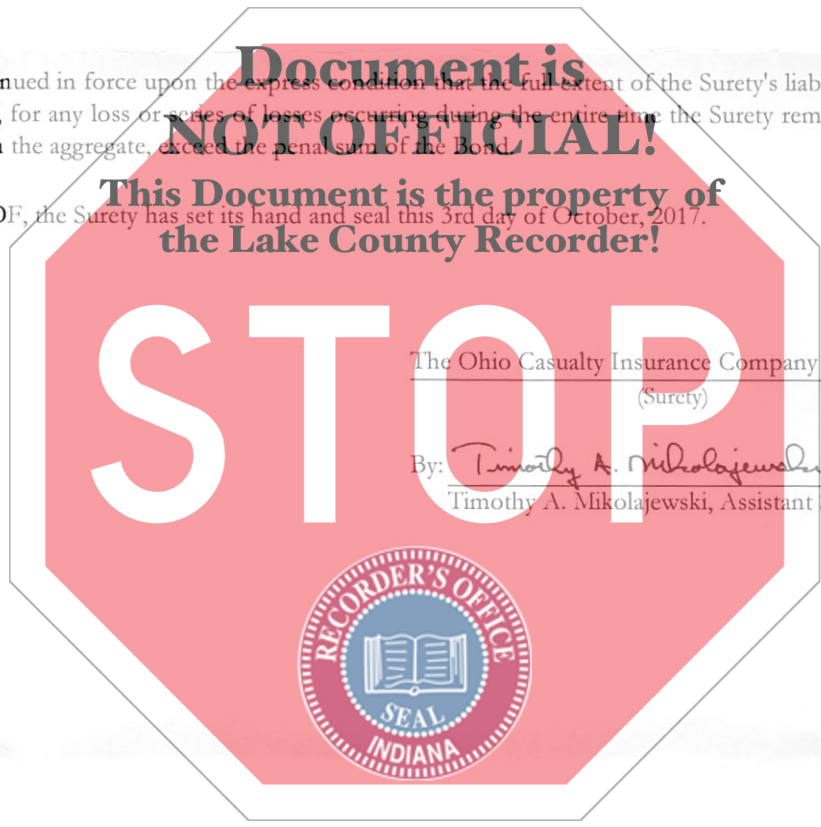 Document is
nued in force upon the express condition that the full extent of the Surety's liab
, for any loss or series of losses occurring during the entire time the Surety rem
NOT OFFICIAL!
the aggregate, exceed the penal sum of the Bond.
This Document is the property of
OF, the Surety has set its hand and seal this 3rd day of October, 2017.
the Lake County Recorder!
STOP
The Ohio Casualty Insurance Company
(Surety)
By: Timothy A. Mikolajewski
Timothy A. Mikolajewski, Assistant
RECORDER'S OFFICE
SEAL
INDIANA